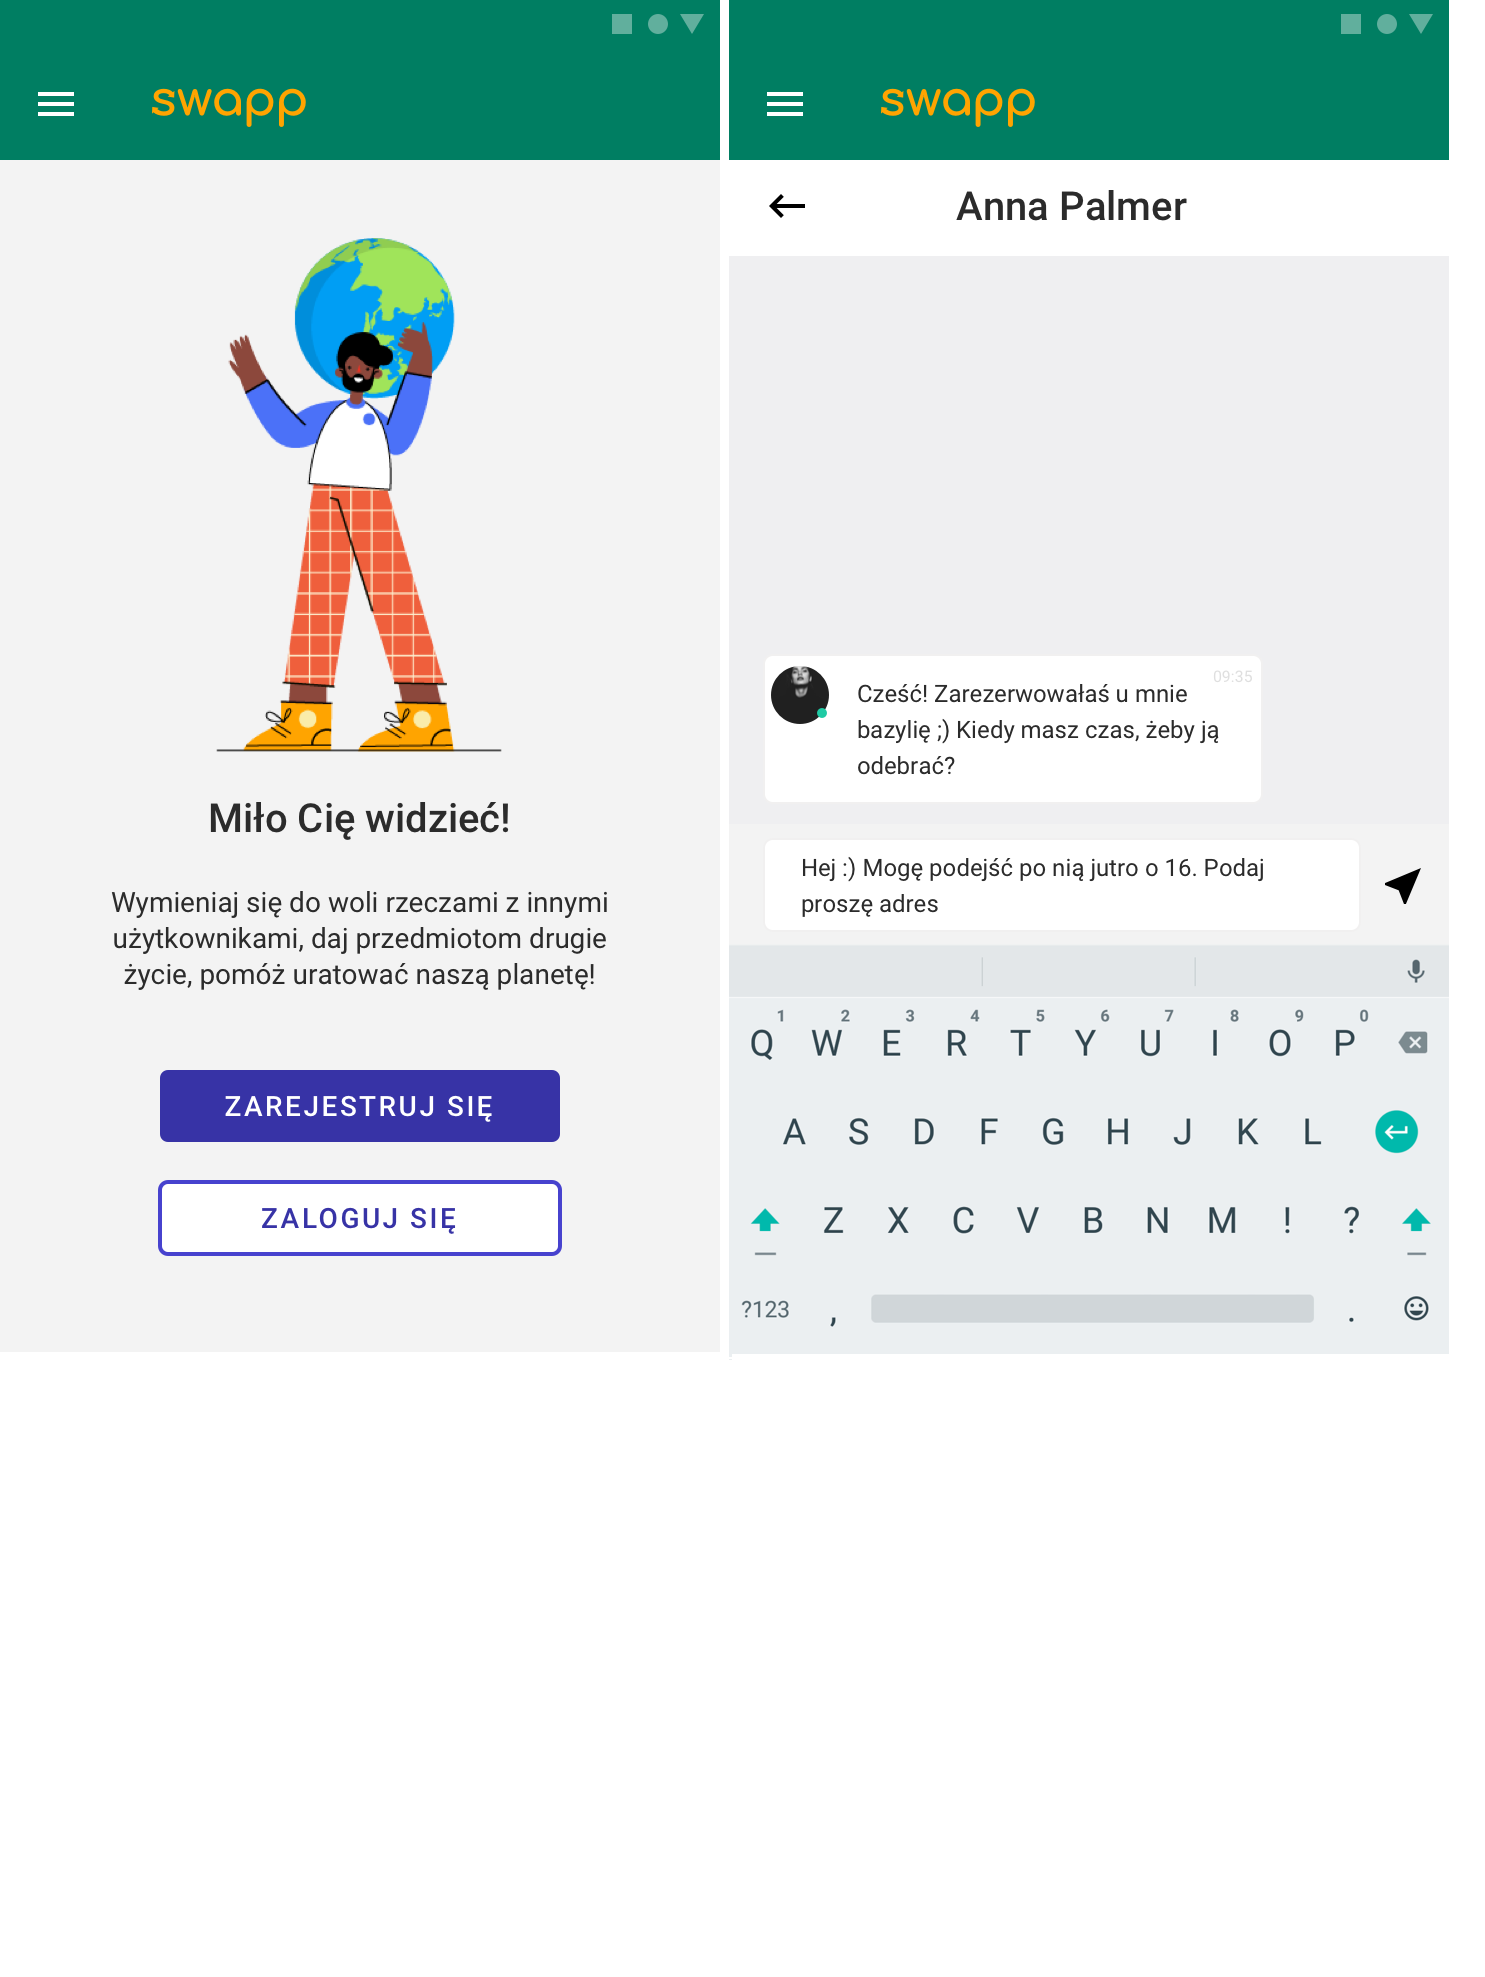 swapp
Miło Cię widzieć!
Wymieniaj się do woli rzeczami z innymi
użytkownikami, daj przedmiotom drugie
życie, pomóż uratować naszą planetę!
ZAREJESTRUJ SIĘ
ZALOGUJ SIĘ
swapp
Anna Palmer
09:35
Cześć! Zarezerwowałaś u mnie
bazylię ;) Kiedy masz czas, żeby ją
odebrać?
Hej :) Mogę podejść po nią jutro o 16. Podaj
proszę adres
1 2 3 4 5 6 7 8 9 0
Q W E R T Y U I O P
A S D F G H J K L
Z X C V B N M ! ?
?123 , .